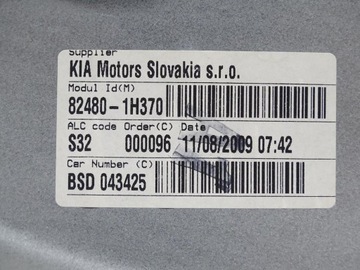 Supplier
KIA Motors Slovakia s.r.o.
Modul Id(M)
82480-1H370
ALC code Order(C) Date
S32 000096 11/08/2009 07:42
Car Number (C)
BSD 043425